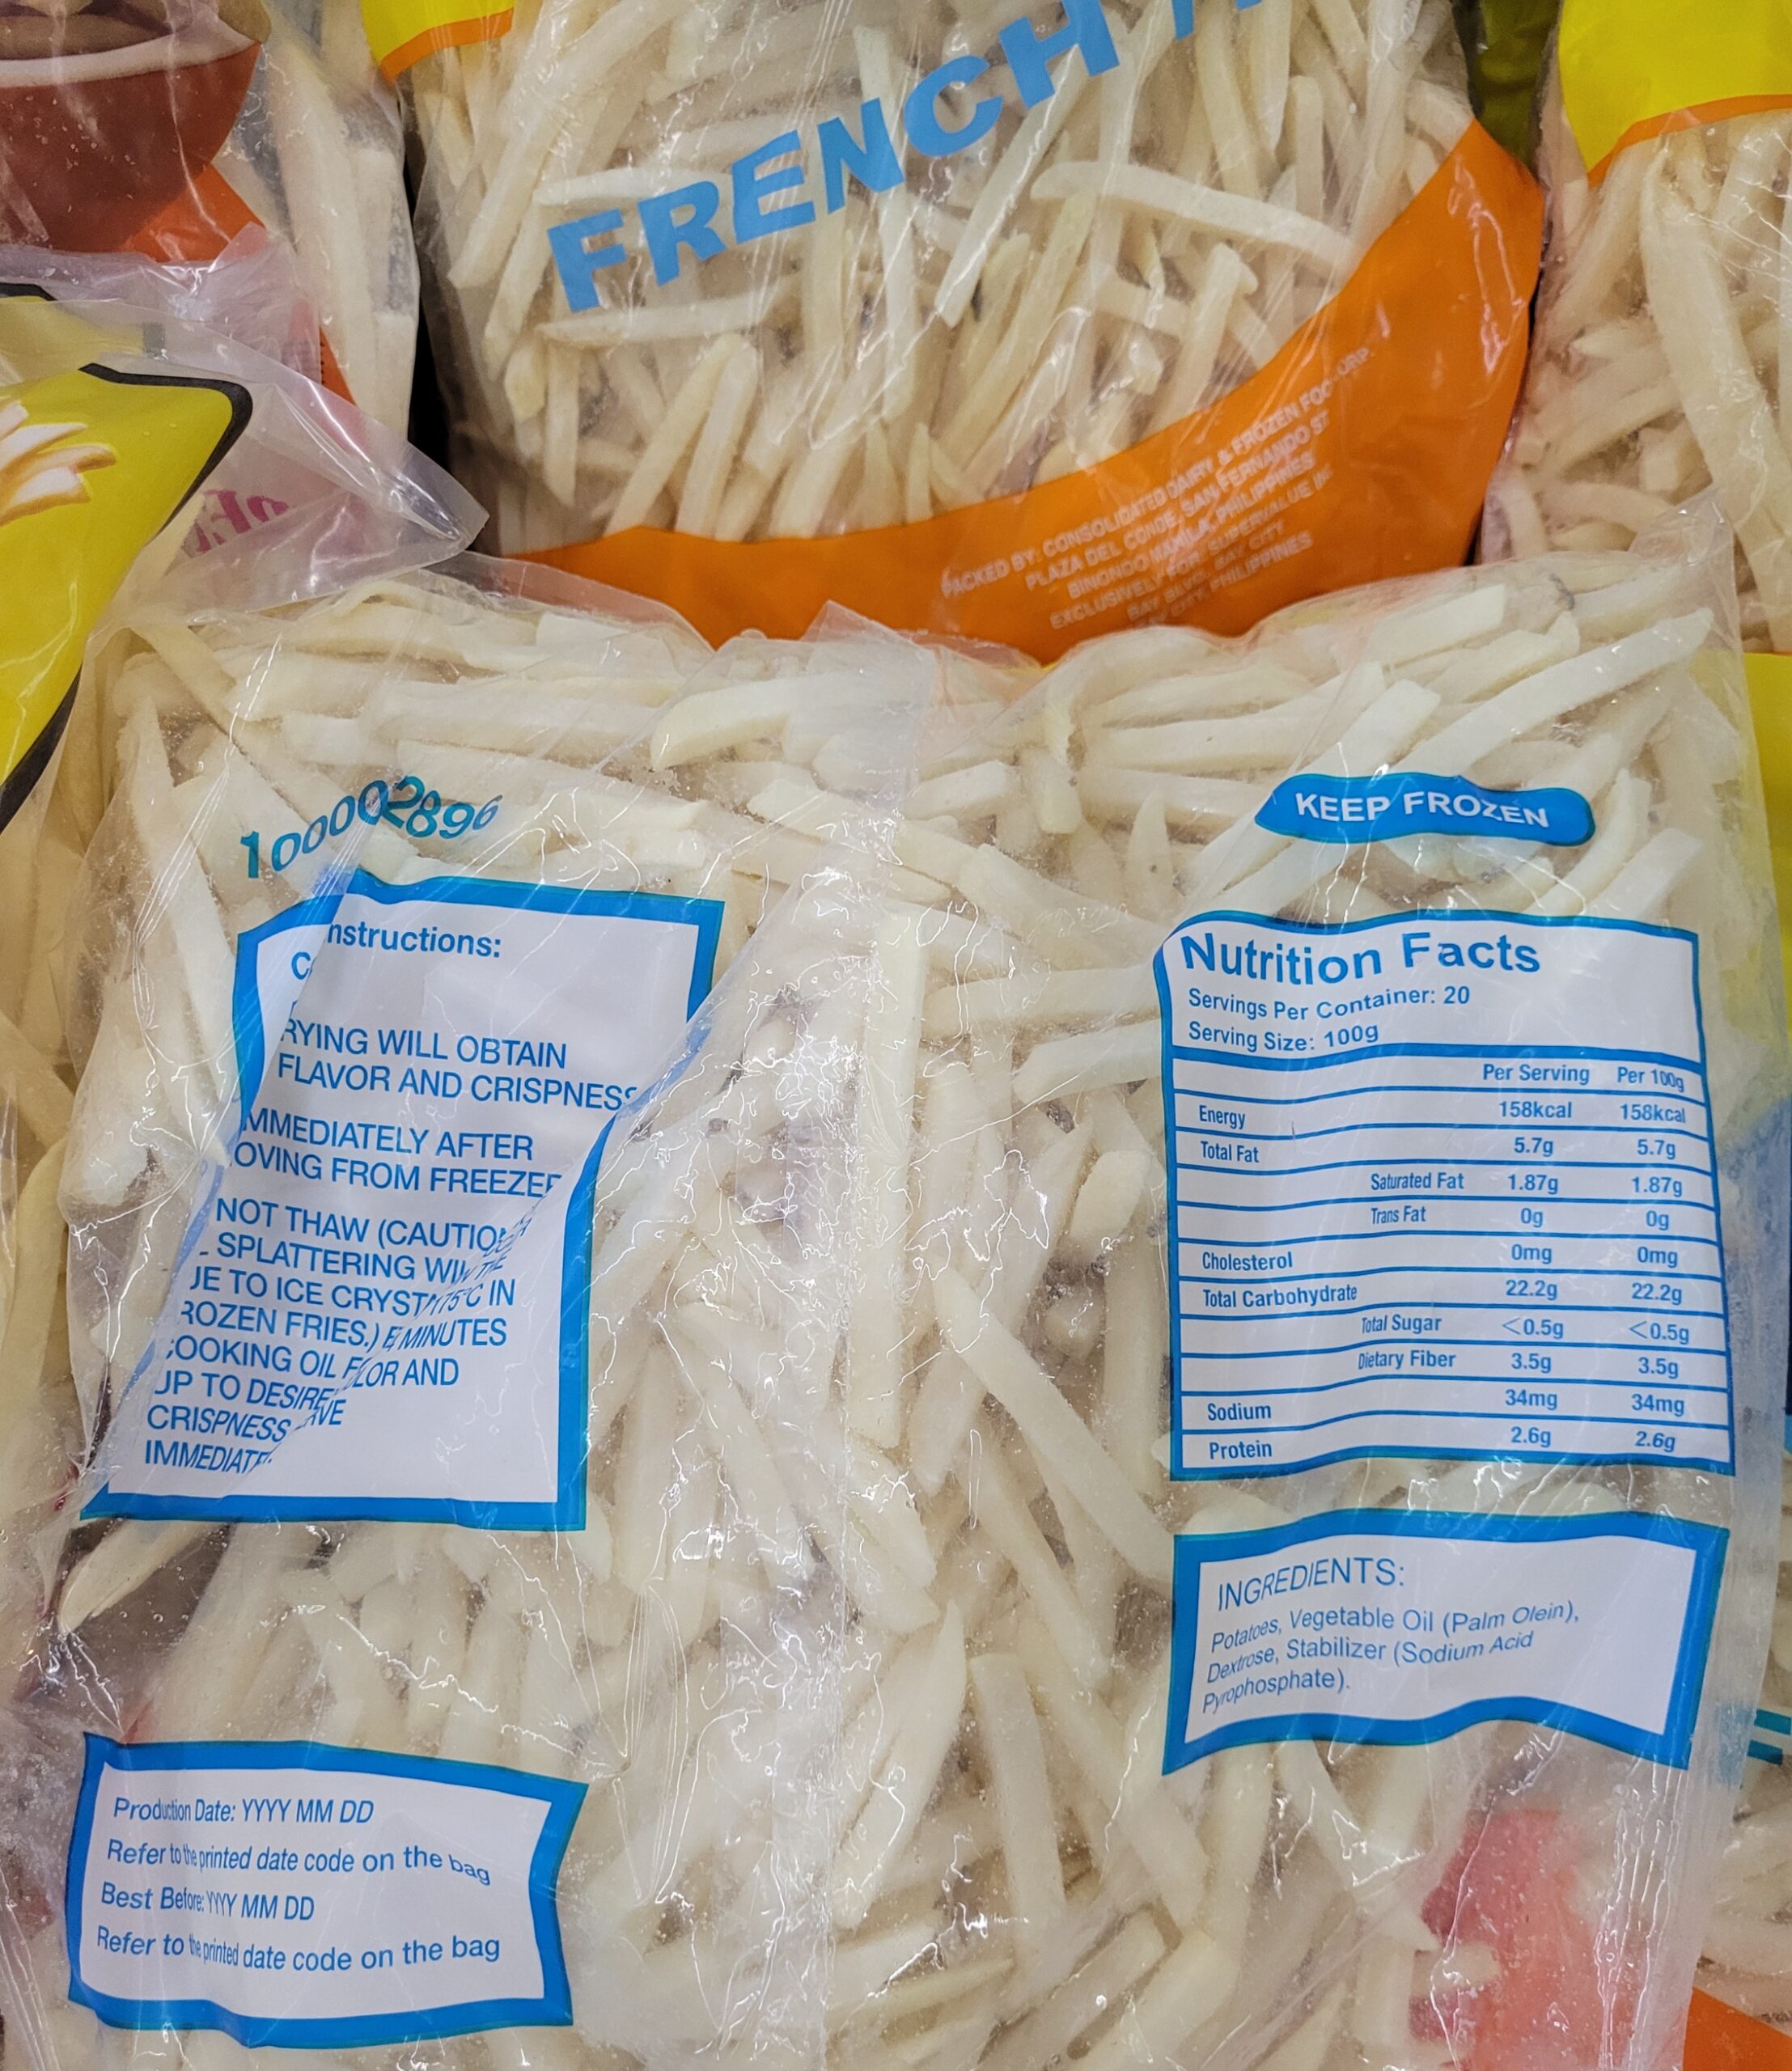 FRENCH
PACKED BY: CONSOLIDATED DAIRY & FROZEN FOO CORP.
PLAZA DEL CONDE, SAN FERNANDO ST
BINONDO MANILA, PHILIPPINES
EXCLUSIVELY FOR: SUPERVALUE IN
BAY BLVD., BAY CITY
CITY, PHILIPPINES
100002896
nstructions:
RYING WILL OBTAIN
FLAVOR AND CRISPNESS
MMEDIATELY AFTER
OVING FROM FREEZER
NOT THAW (CAUTION
SPLATTERING WI
JE TO ICE CRYST 175°C IN
ROZEN FRIES.) MINUTES
COOKING OIL F LOR AND
UP TO DESIRE
CRISPNESS
IMMEDIAT
KEEP FROZEN
Nutrition Facts
Servings Per Container: 20
Serving Size: 100g
Per Serving Per 100g
Energy 158kcal 158kcal
Total Fat 5.7g 5.7g
Saturated Fat 1.87g 1.87g
Trans Fat 0g 0g
Cholesterol 0mg 0mg
Total Carbohydrate 22.2g 22.2g
Total Sugar <0.5g <0.5g
Dietary Fiber 3.5g 3.5g
Sodium 34mg 34mg
Protein 2.6g 2.6g
INGREDIENTS:
Potatoes, Vegetable Oil (Palm Olein),
Dextrose, Stabilizer (Sodium Acid
Pyrophosphate).
Production Date: YYYY MM DD
Refer to the printed date code on the bag
Best Before: YYYY MM DD
Refer to the printed date code on the bag